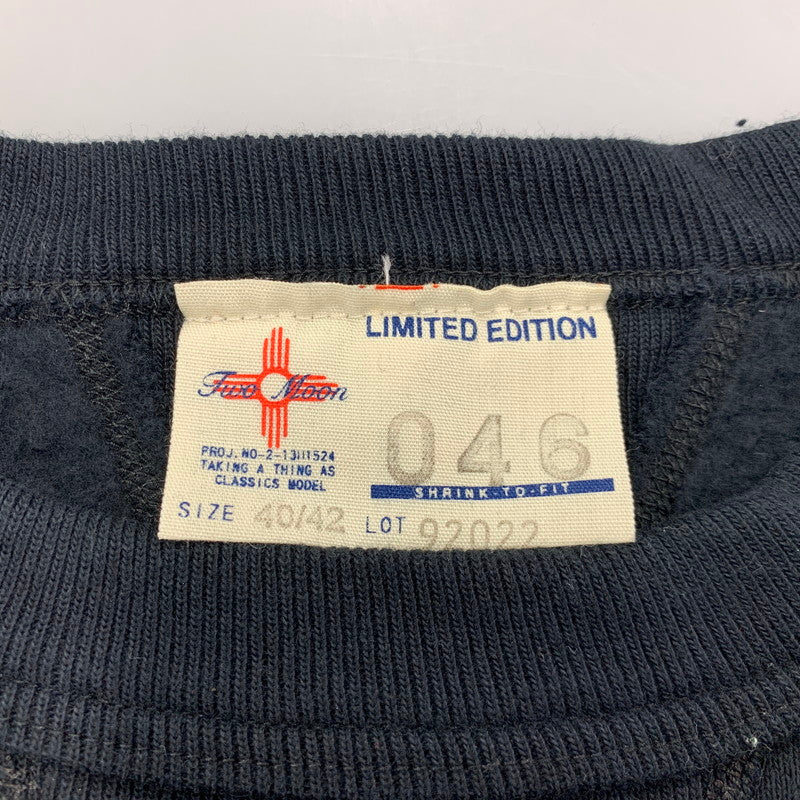 LIMITED EDITION
Two Moon
046
PROJ. NO-2-13111524
TAKING A THING AS
CLASSICS MODEL
SHRINK-TO-FIT
SIZE 40/42 LOT 92022